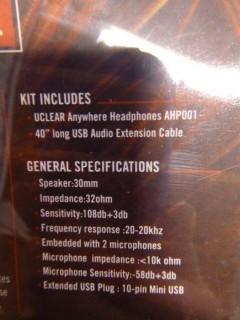 KIT INCLUDES
· UCLEAR Anywhere Headphones AHP001
· 40" long USB Audio Extension Cable
GENERAL SPECIFICATIONS
· Speaker:30mm
· Impedance:32ohm
· Sensitivity:108db+3db
· Frequency response :20-20khz
· Embedded with 2 microphones
· Microphone impedance :<10k ohm
· Microphone Sensitivity:-58db+3db
· Extended USB Plug : 10-pin Mini USB